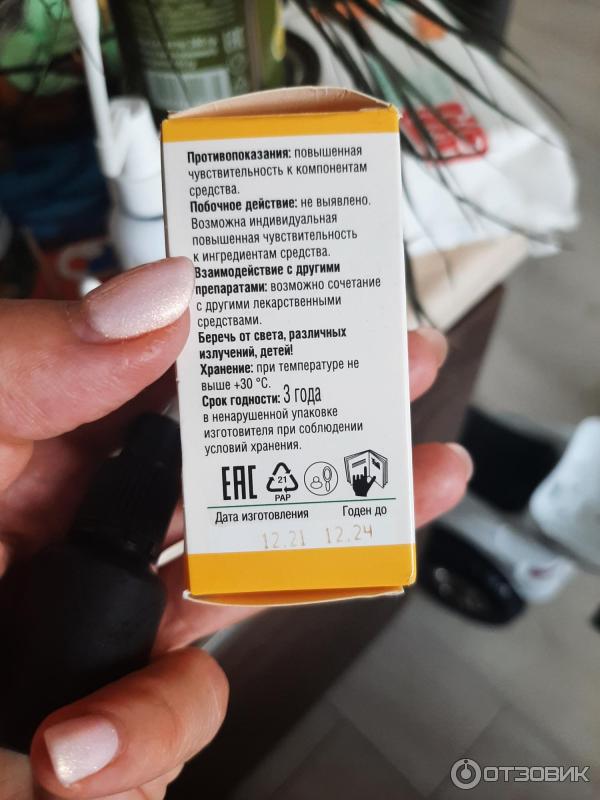 Противопоказания: повышенная
чувствительность к компонентам
средства.
Побочное действие: не выявлено.
Возможна индивидуальная
повышенная чувствительность
к ингредиентам средства.
Взаимодействие с другими
препаратами: возможно сочетание
с другими лекарственными
средствами.
Беречь от света, различных
излучений, детей!
Хранение: при температуре не
выше +30 °С.
Срок годности: 3 года
в ненарушенной упаковке
изготовителя при соблюдении
условий хранения.
EAC 21
PAP
Дата изготовления Годен до
12.21 12.24
ОТЗОВИК